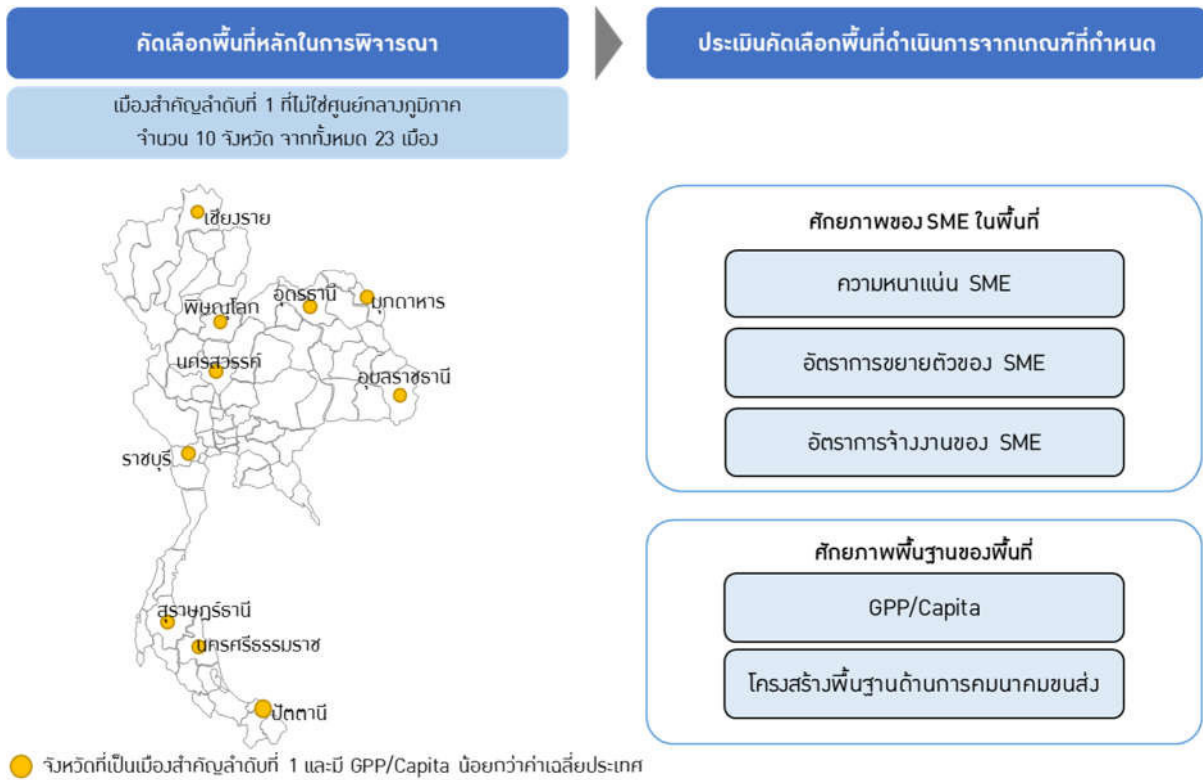 คัดเลือกพื้นที่หลักในการพิจารณา
เมืองสำคัญลำดับที่ 1 ที่ไม่ใช่ศูนย์กลางภูมิภาค
จำนวน 10 จังหวัด จากทั้งหมด 23 เมือง
เชียงราย
อุดรธานี
มุกดาหาร
พิษณุโลก
นครสวรรค์
อุบลราชธานี
ราชบุรี
สุราษฎร์ธานี
นครศรีธรรมราช
ปัตตานี
จังหวัดที่เป็นเมืองสำคัญลำดับที่ 1 และมี GPP/Capita น้อยกว่าค่าเฉลี่ยประเทศ
ประเมินคัดเลือกพื้นที่ดำเนินการจากเกณฑ์ที่กำหนด
ศักยภาพของ SME ในพื้นที่
ความหนาแน่น SME
อัตราการขยายตัวของ SME
อัตราการจ้างงานของ SME
ศักยภาพพื้นฐานของพื้นที่
GPP/Capita
โครงสร้างพื้นฐานด้านการคมนาคมขนส่ง